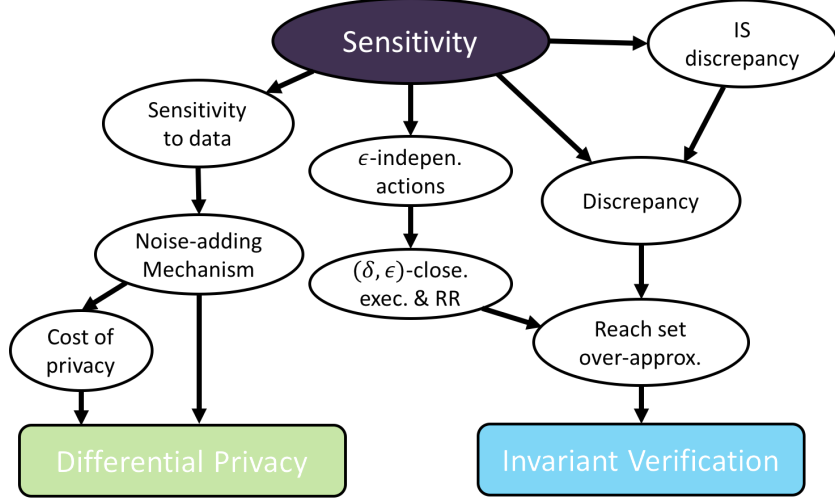 Sensitivity
IS
discrepancy
Sensitivity
to data
ϵ-indepen.
actions
Discrepancy
Noise-adding
Mechanism
(δ, ϵ)-close.
exec. & RR
Cost of
privacy
Reach set
over-approx.
Differential Privacy
Invariant Verification